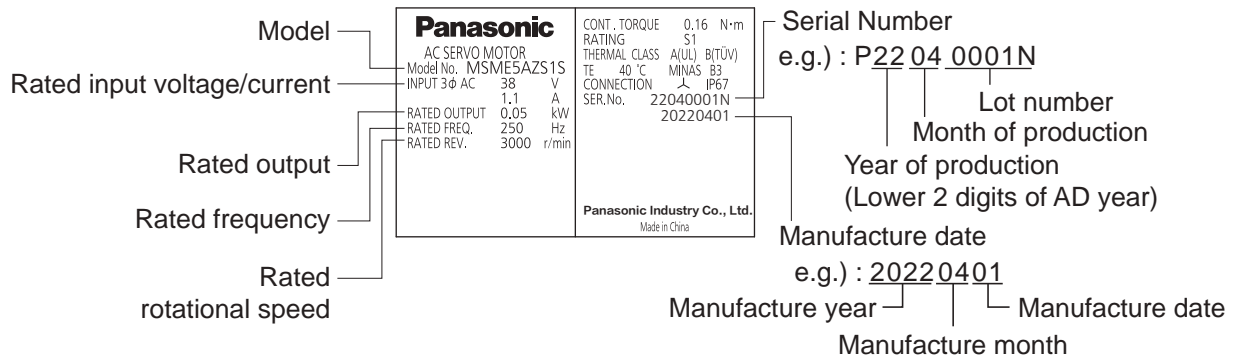 Model
Rated input voltage/current
Rated output
Rated frequency
Rated
rotational speed
Panasonic
AC SERVO MOTOR
Model No. MSME5AZS1S
INPUT 3ϕ AC 38 V
1.1 A
RATED OUTPUT 0.05 kW
RATED FREQ. 250 Hz
RATED REV. 3000 r/min
CONT. TORQUE 0.16 N·m
RATING S1
THERMAL CLASS A(UL) B(TÜV)
TE 40 ℃ MINAS B3
CONNECTION 人 IP67
SER.No. 22040001N
20220401
Panasonic Industry Co., Ltd.
Made in China
Serial Number
e.g.) : P22 04 0001N
Lot number
Month of production
Year of production
(Lower 2 digits of AD year)
Manufacture date
e.g.) : 20220401
Manufacture year
Manufacture date
Manufacture month